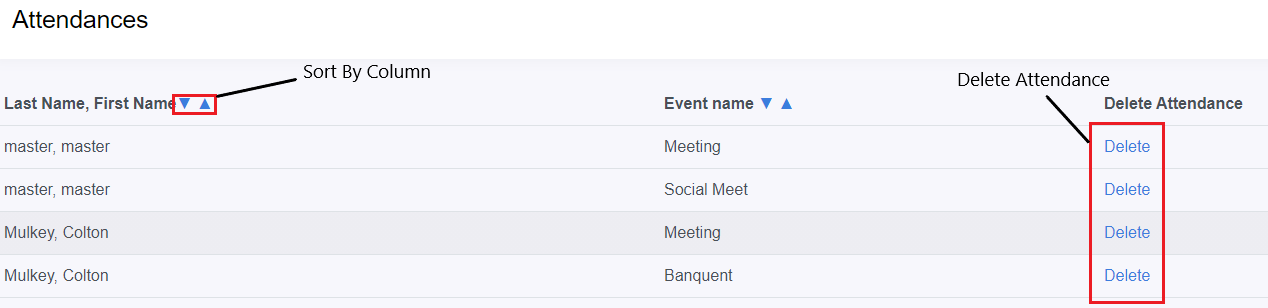 Attendances
Sort By Column
Delete Attendance
Last Name, First Name ▼ ▲ Event name ▼ ▲ Delete Attendance
master, master Meeting Delete
master, master Social Meet Delete
Mulkey, Colton Meeting Delete
Mulkey, Colton Banquent Delete